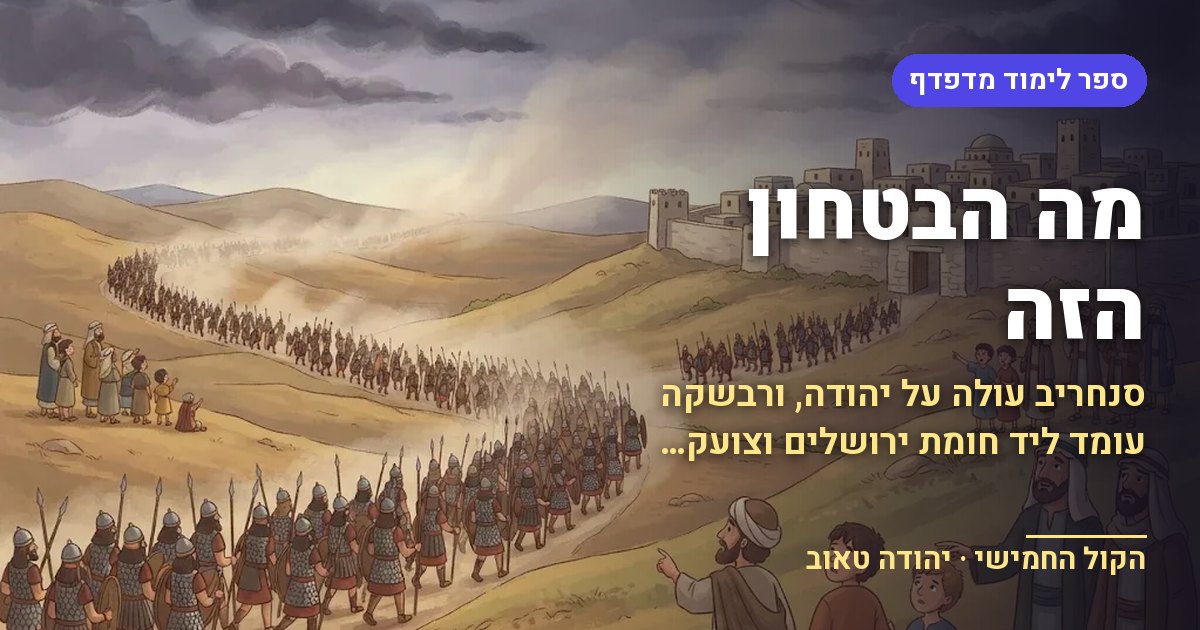 ספר לימוד מדפדף
מה הבטחון
הזה
סנחריב עולה על יהודה, ורבשקה
עומד ליד חומת ירושלים וצועק...
הקול החמישי · יהודה טאוב